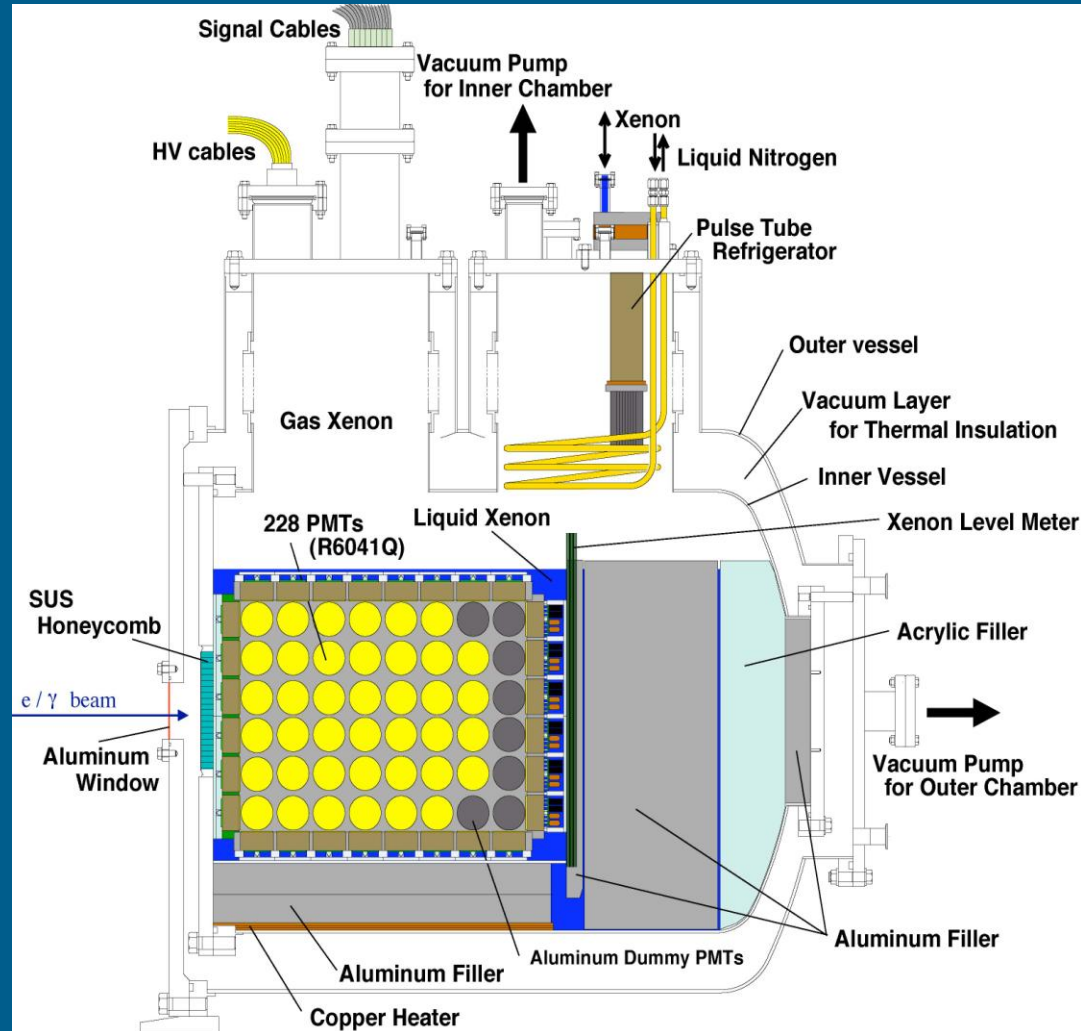 Signal Cables
Vacuum Pump
for Inner Chamber
Xenon
HV cables
Liquid Nitrogen
Pulse Tube
Refrigerator
Outer vessel
Vacuum Layer
for Thermal Insulation
Gas Xenon
Inner Vessel
228 PMTs
(R6041Q)
Liquid Xenon
Xenon Level Meter
SUS
Honeycomb
Acrylic Filler
e / γ beam
Aluminum
Window
Vacuum Pump
for Outer Chamber
Aluminum Filler
Aluminum Dummy PMTs
Aluminum Filler
Copper Heater